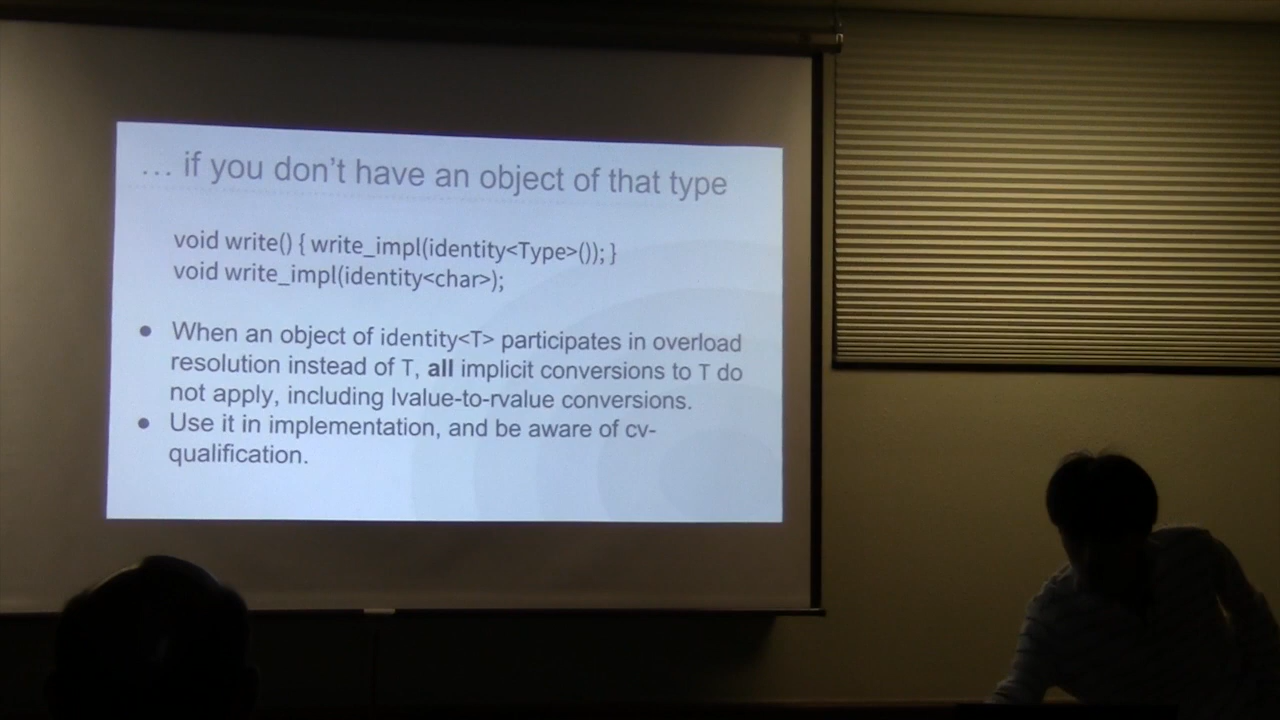 … if you don’t have an object of that type
void write() { write_impl(identity<Type>()); }
void write_impl(identity<char>);
● When an object of identity<T> participates in overload
resolution instead of T, all implicit conversions to T do
not apply, including lvalue-to-rvalue conversions.
● Use it in implementation, and be aware of cv-
qualification.